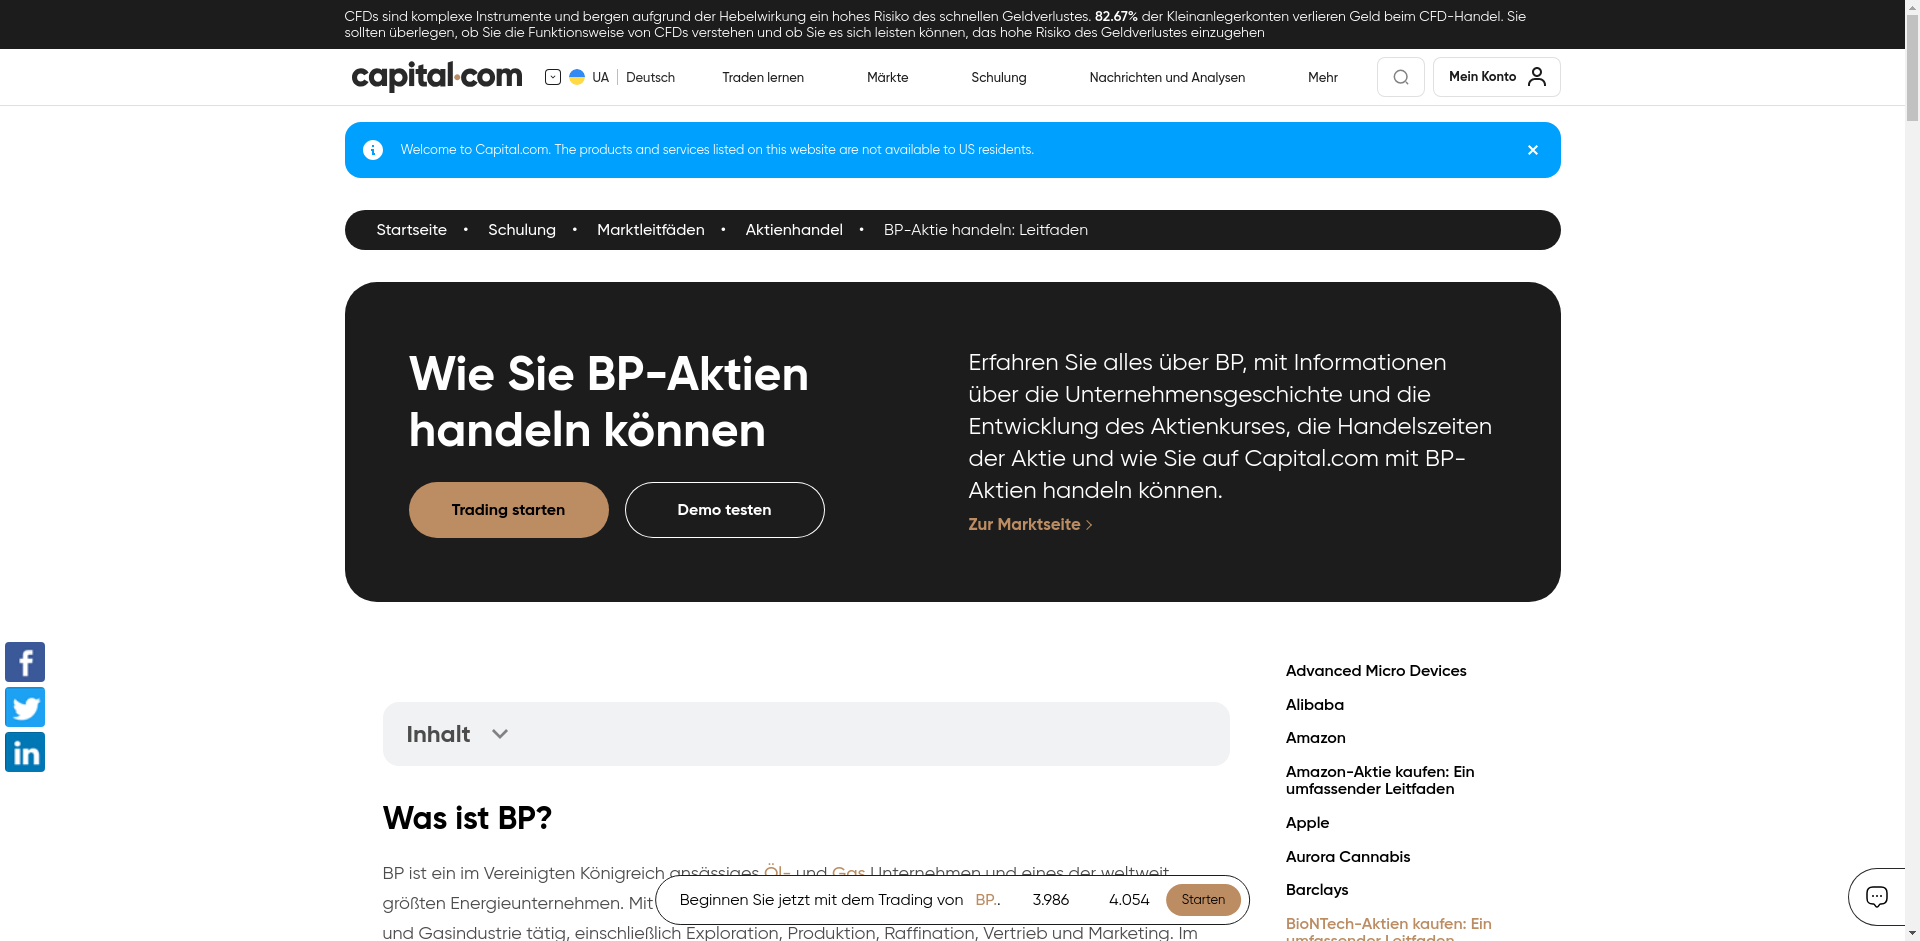 CFDs sind komplexe Instrumente und bergen aufgrund der Hebelwirkung ein hohes Risiko des schnellen Geldverlustes. 82.67% der Kleinanlegerkonten verlieren Geld beim CFD-Handel. Sie
sollten überlegen, ob Sie die Funktionsweise von CFDs verstehen und ob Sie es sich leisten können, das hohe Risiko des Geldverlustes einzugehen
capital.com UA Deutsch Traden lernen Märkte Schulung Nachrichten und Analysen Mehr Mein Konto
Welcome to Capital.com. The products and services listed on this website are not available to US residents.
Startseite • Schulung • Marktleitfäden • Aktienhandel • BP-Aktie handeln: Leitfaden
Wie Sie BP-Aktien
handeln können
Trading starten Demo testen
Erfahren Sie alles über BP, mit Informationen
über die Unternehmensgeschichte und die
Entwicklung des Aktienkurses, die Handelszeiten
der Aktie und wie Sie auf Capital.com mit BP-
Aktien handeln können.
Zur Marktseite
Inhalt
Was ist BP?
BP ist ein im Vereinigten Königreich ansässiges Öl- und Gas Unternehmen und eines der weltweit
größten Energieunternehmen. Mit
und Gasindustrie tätig, einschließlich Exploration, Produktion, Raffination, Vertrieb und Marketing. Im
Beginnen Sie jetzt mit dem Trading von BP.. 3.986 4.054 Starten
Advanced Micro Devices
Alibaba
Amazon
Amazon-Aktie kaufen: Ein
umfassender Leitfaden
Apple
Aurora Cannabis
Barclays
BioNTech-Aktien kaufen: Ein
umfassender Leitfaden